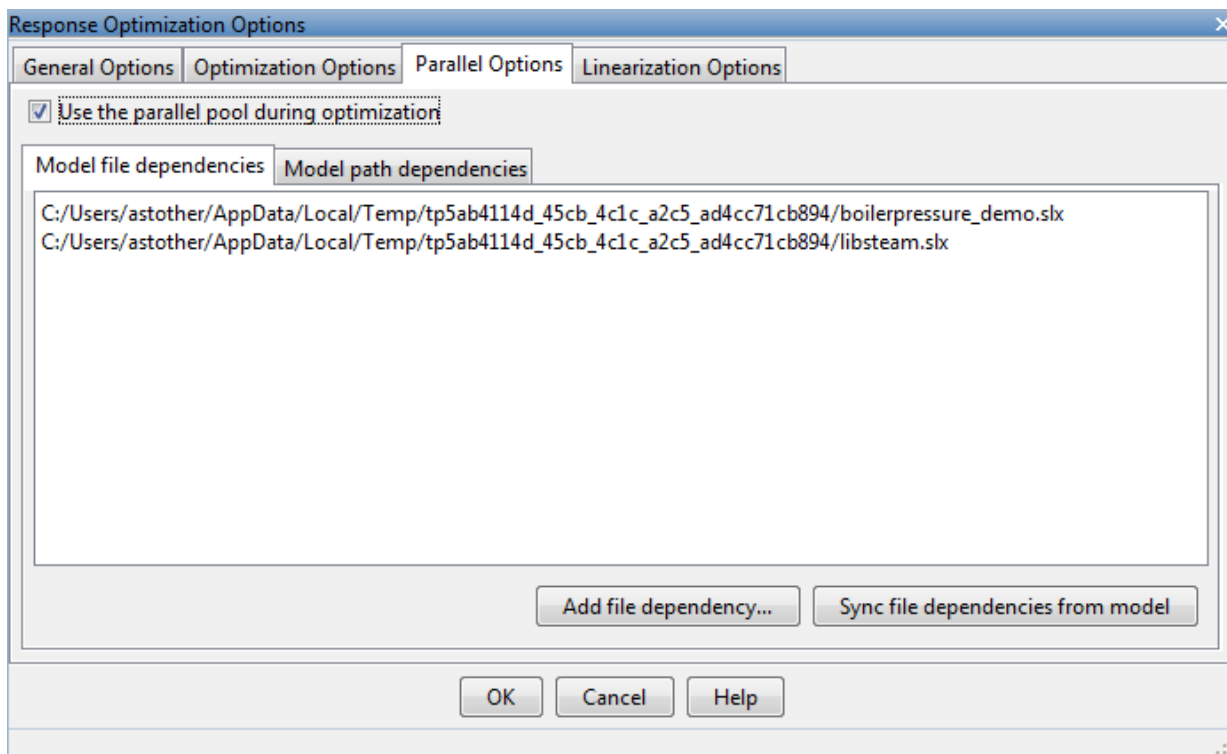 Response Optimization Options
General Options Optimization Options Parallel Options Linearization Options
Use the parallel pool during optimization
Model file dependencies Model path dependencies
C:/Users/astother/AppData/Local/Temp/tp5ab4114d_45cb_4c1c_a2c5_ad4cc71cb894/boilerpressure_demo.slx
C:/Users/astother/AppData/Local/Temp/tp5ab4114d_45cb_4c1c_a2c5_ad4cc71cb894/libsteam.slx
Add file dependency... Sync file dependencies from model
OK Cancel Help